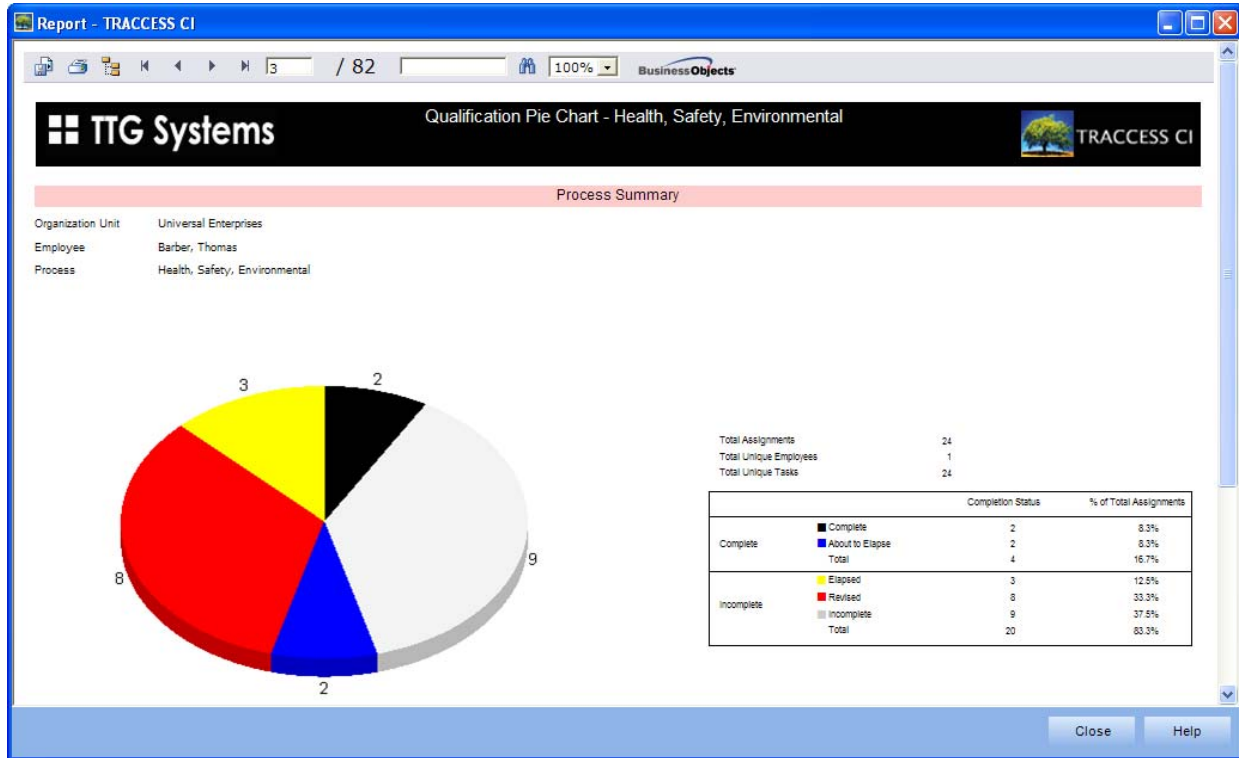 Report - TRACCESS CI
3 / 82 100% BusinessObjects
TTG Systems
Qualification Pie Chart - Health, Safety, Environmental
TRACCESS CI
Process Summary
Organization Unit Universal Enterprises
Employee Barber, Thomas
Process Health, Safety, Environmental
3
2
9
8
2
Total Assignments 24
Total Unique Employees 1
Total Unique Tasks 24
Completion Status % of Total Assignments
Complete
Complete 2 8.3%
About to Elapse 2 8.3%
Total 4 16.7%
Incomplete
Elapsed 3 12.5%
Revised 8 33.3%
Incomplete 9 37.5%
Total 20 83.3%
Close Help